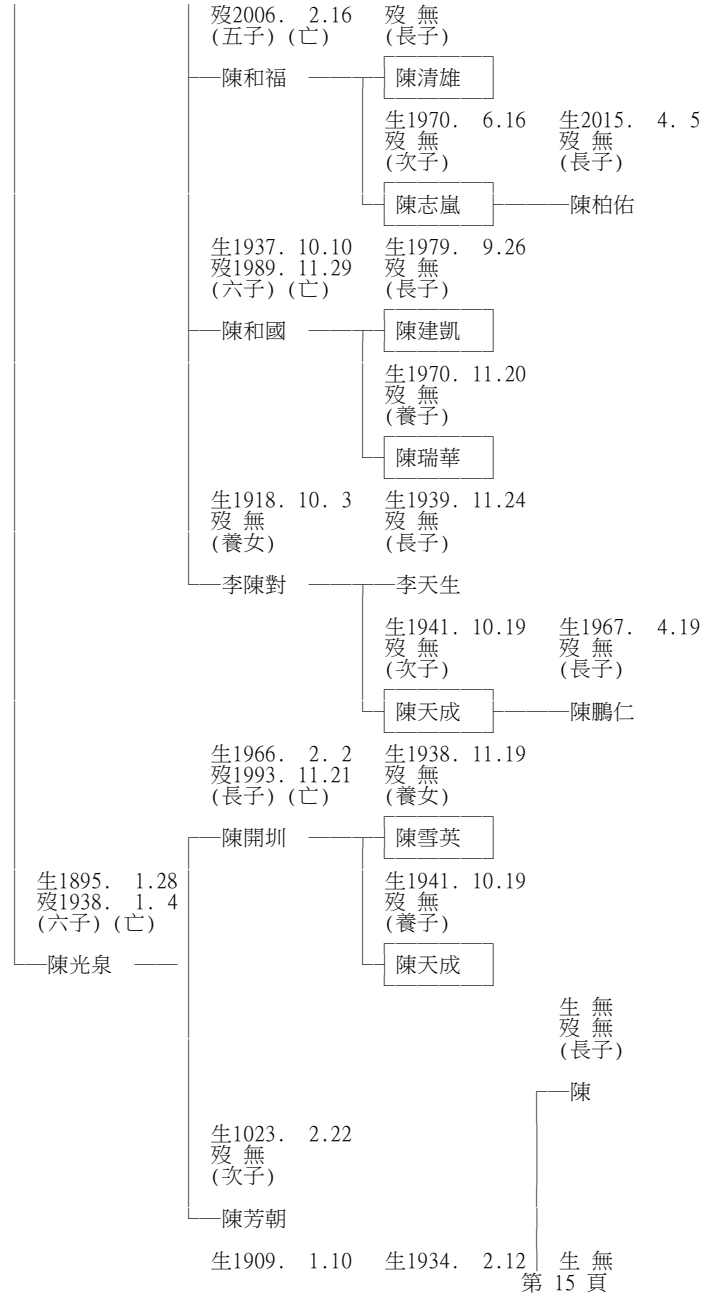 歿2006. 2.16 歿 無
(五子) (亡) (長子)
陳和福 陳清雄
生1970. 6.16 生2015. 4. 5
歿 無 歿 無
(次子) (長子)
陳志嵐 陳柏佑
生1937. 10.10 生1979. 9.26
歿1989. 11.29 歿 無
(六子) (亡) (長子)
陳和國 陳建凱
生1970. 11.20
歿 無
(養子)
陳瑞華
生1918. 10. 3 生1939. 11.24
歿 無 歿 無
(養女) (長子)
李陳對 李天生
生1941. 10.19 生1967. 4.19
歿 無 歿 無
(次子) (長子)
陳天成 陳鵬仁
生1966. 2. 2 生1938. 11.19
歿1993. 11.21 歿 無
(長子) (亡) (養女)
陳開圳 陳雪英
生1895. 1.28 生1941. 10.19
歿1938. 1. 4 歿 無
(六子) (亡) (養子)
陳光泉 陳天成
生 無
歿 無
(長子)
陳
生1023. 2.22
歿 無
(次子)
陳芳朝
生1909. 1.10 生1934. 2.12 生 無
第 15 頁